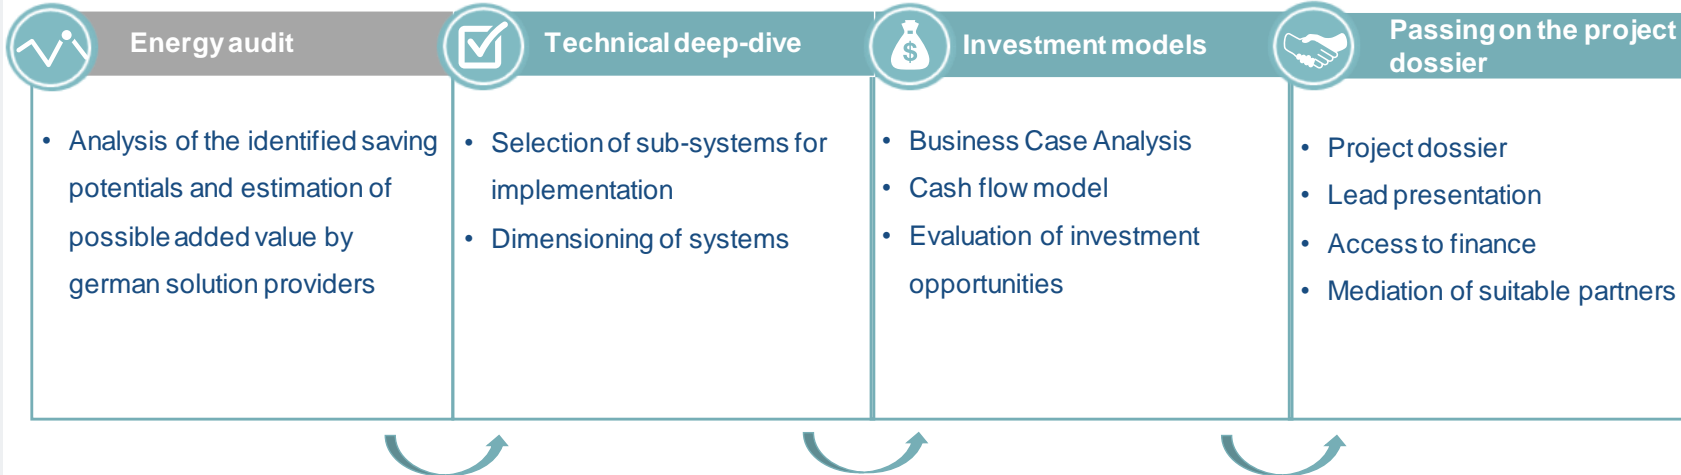 Energy audit
• Analysis of the identified saving
potentials and estimation of
possible added value by
german solution providers
Technical deep-dive
• Selection of sub-systems for
implementation
• Dimensioning of systems
$
Investment models
• Business Case Analysis
• Cash flow model
• Evaluation of investment
opportunities
Passing on the project
dossier
• Project dossier
• Lead presentation
• Access to finance
• Mediation of suitable partners